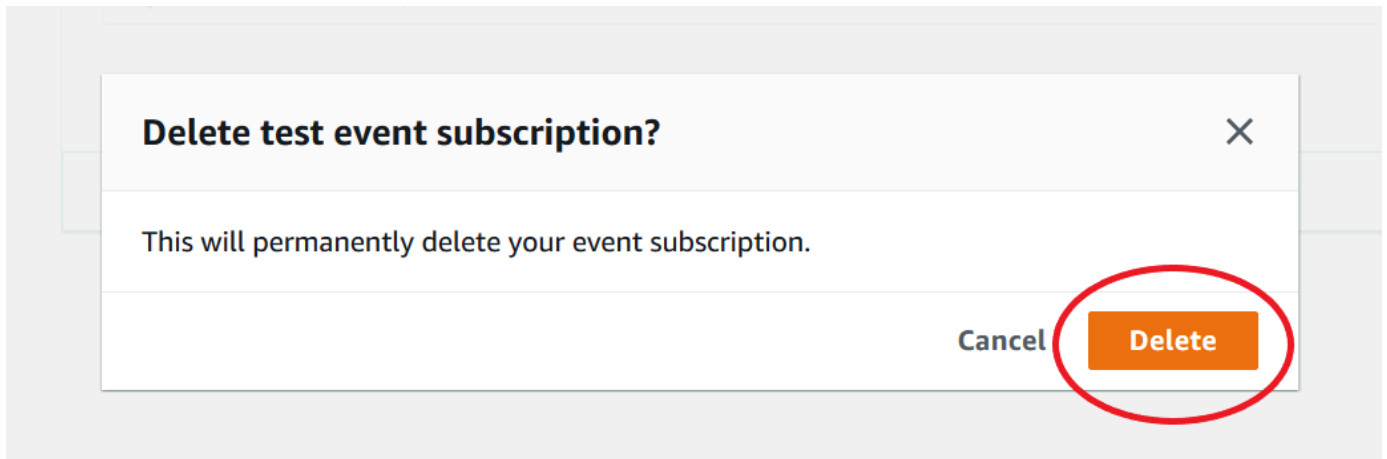 Delete test event subscription?
This will permanently delete your event subscription.
Cancel Delete